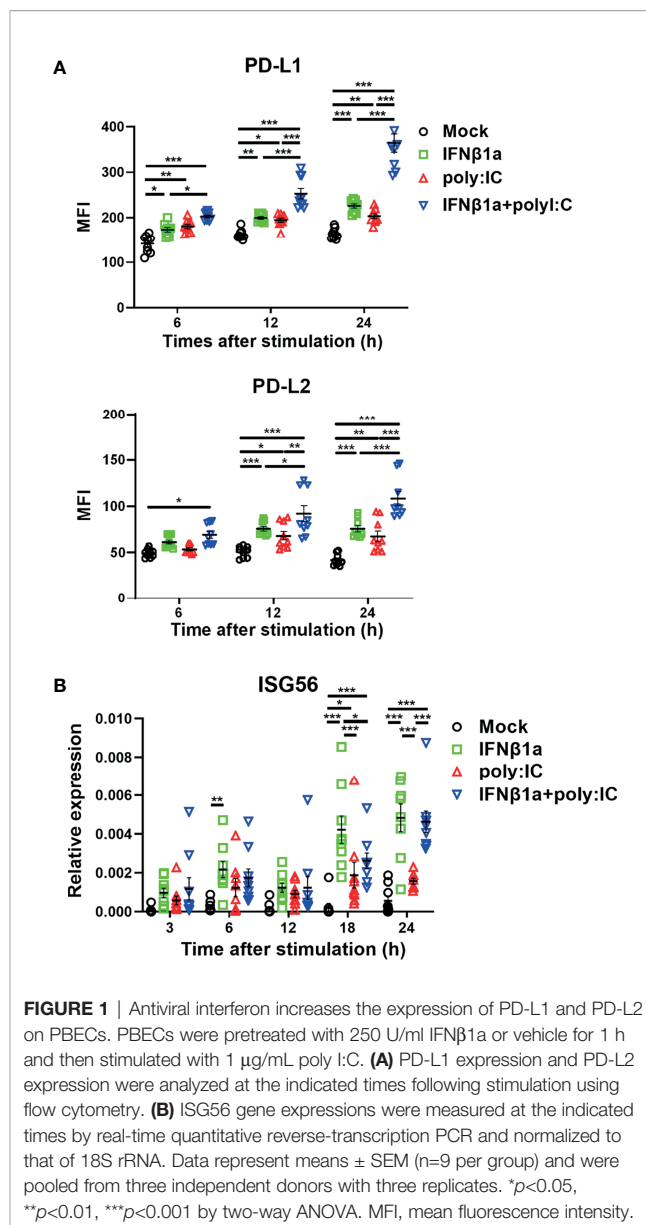 A
PD-L1
***
***
***
**
***
*
***
***
***
**
**
***
*
*
400
300
200
100
0
MFI
6
12
24
Times after stimulation (h)
Mock
IFNβ1a
poly:IC
IFNβ1a+polyI:C
PD-L2
***
***
**
***
*
**
***
***
***
*
*
200
150
100
50
0
MFI
6
12
24
Time after stimulation (h)
B
ISG56
***
***
*
***
*
***
***
***
***
**
0.010
0.008
0.006
0.004
0.002
0.000
Relative expression
3
6
12
18
24
Time after stimulation (h)
Mock
IFNβ1a
poly:IC
IFNβ1a+poly:IC
FIGURE 1 | Antiviral interferon increases the expression of PD-L1 and PD-L2
on PBECs. PBECs were pretreated with 250 U/ml IFNβ1a or vehicle for 1 h
and then stimulated with 1 μg/mL poly I:C. (A) PD-L1 expression and PD-L2
expression were analyzed at the indicated times following stimulation using
flow cytometry. (B) ISG56 gene expressions were measured at the indicated
times by real-time quantitative reverse-transcription PCR and normalized to
that of 18S rRNA. Data represent means ± SEM (n=9 per group) and were
pooled from three independent donors with three replicates. *p<0.05,
**p<0.01, ***p<0.001 by two-way ANOVA. MFI, mean fluorescence intensity.